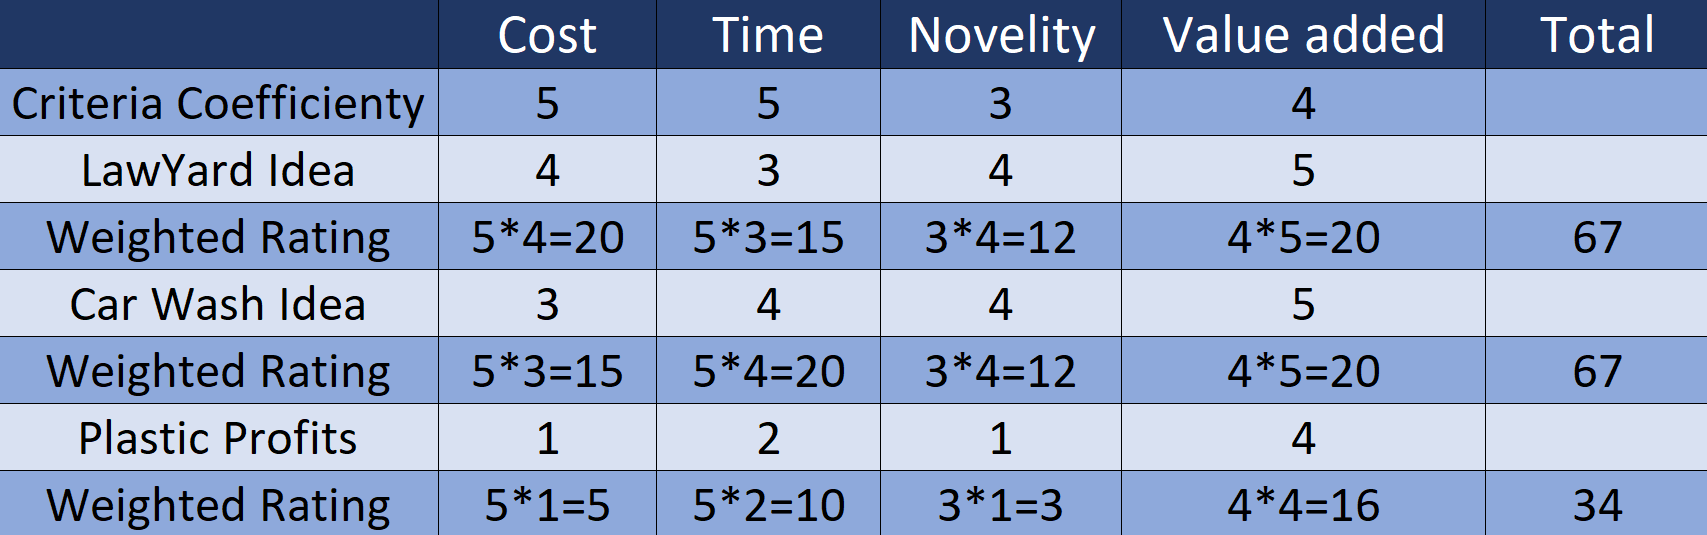 Cost Time Novelity Value added Total
Criteria Coefficienty 5 5 3 4
LawYard Idea 4 3 4 5
Weighted Rating 5*4=20 5*3=15 3*4=12 4*5=20 67
Car Wash Idea 3 4 4 5
Weighted Rating 5*3=15 5*4=20 3*4=12 4*5=20 67
Plastic Profits 1 2 1 4
Weighted Rating 5*1=5 5*2=10 3*1=3 4*4=16 34